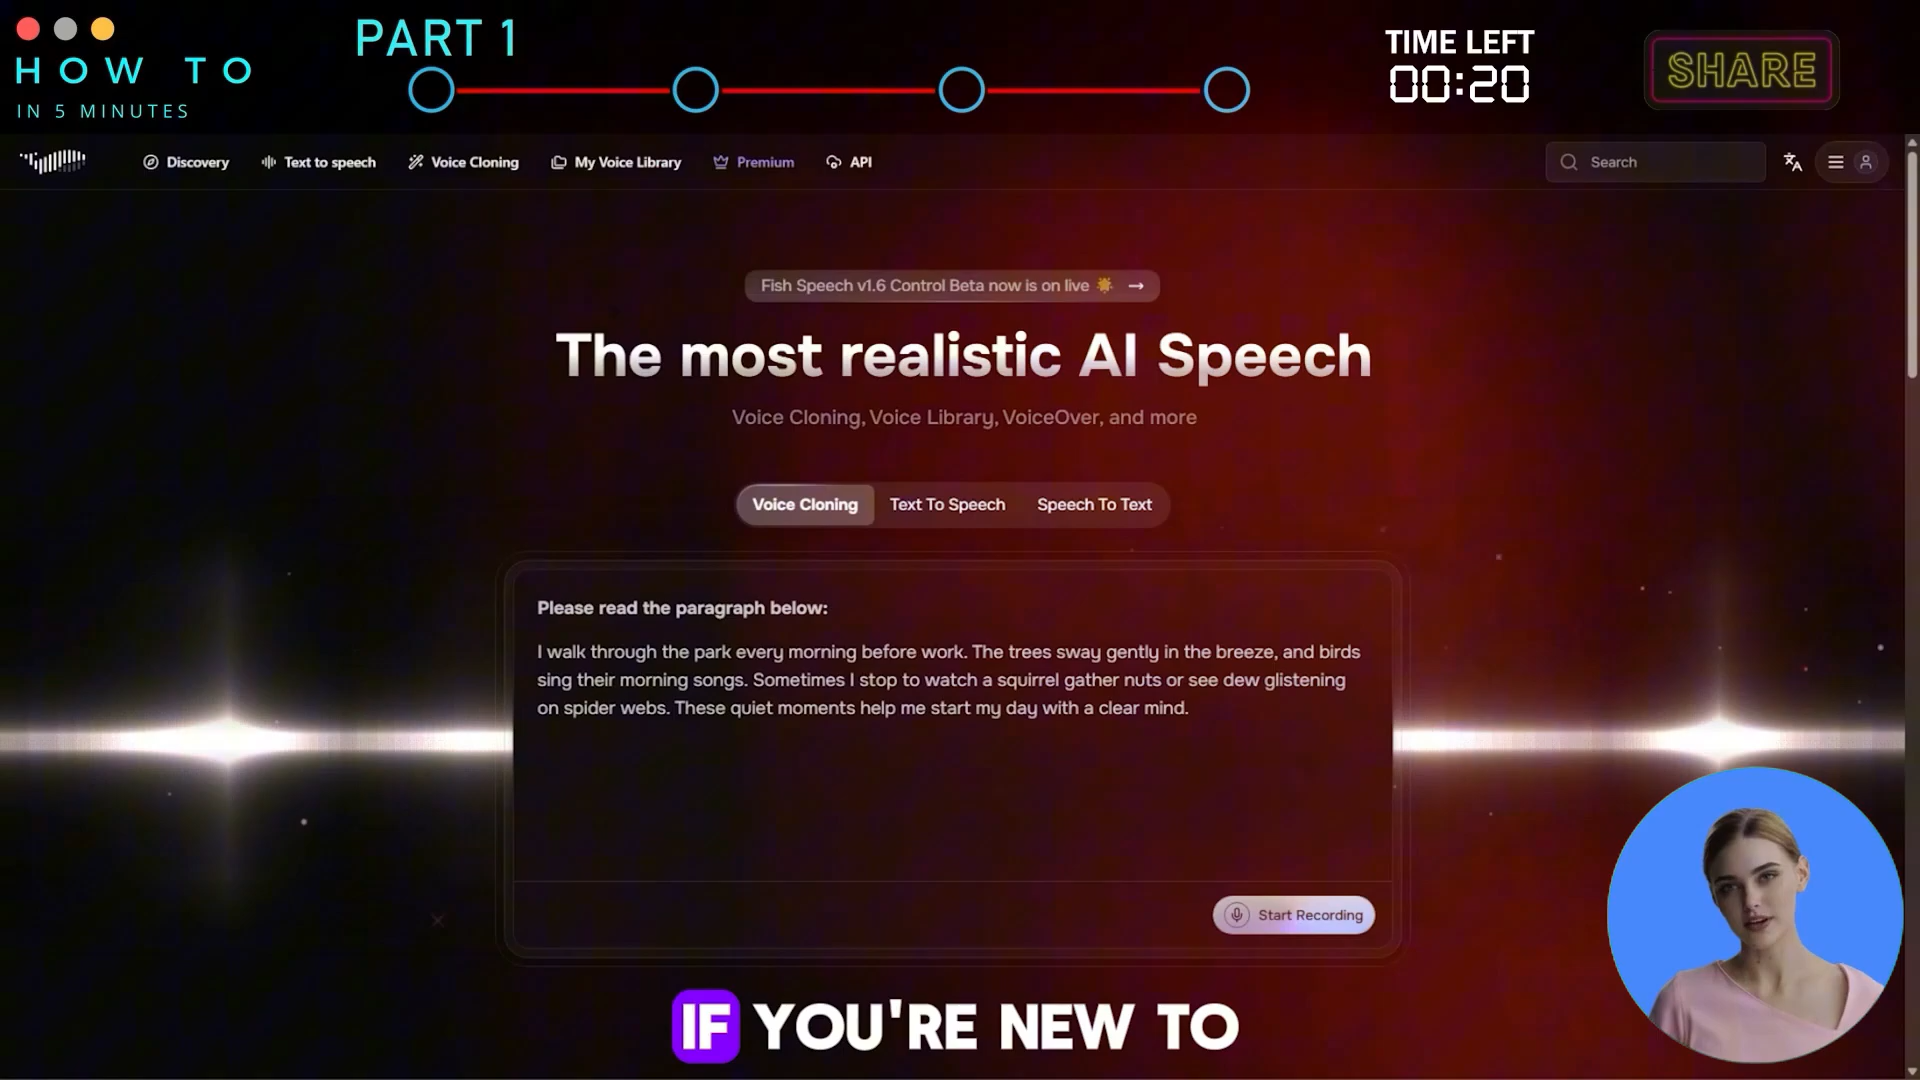 PART 1
HOW TO
IN 5 MINUTES
TIME LEFT
00:20
SHARE
Discovery
Text to speech
Voice Cloning
My Voice Library
Premium
API
Search
Fish Speech v1.6 Control Beta now is on live
The most realistic AI Speech
Voice Cloning, Voice Library, VoiceOver, and more
Voice Cloning
Text To Speech
Speech To Text
Please read the paragraph below:
I walk through the park every morning before work. The trees sway gently in the breeze, and birds
sing their morning songs. Sometimes I stop to watch a squirrel gather nuts or see dew glistening
on spider webs. These quiet moments help me start my day with a clear mind.
Start Recording
IF YOU'RE NEW TO